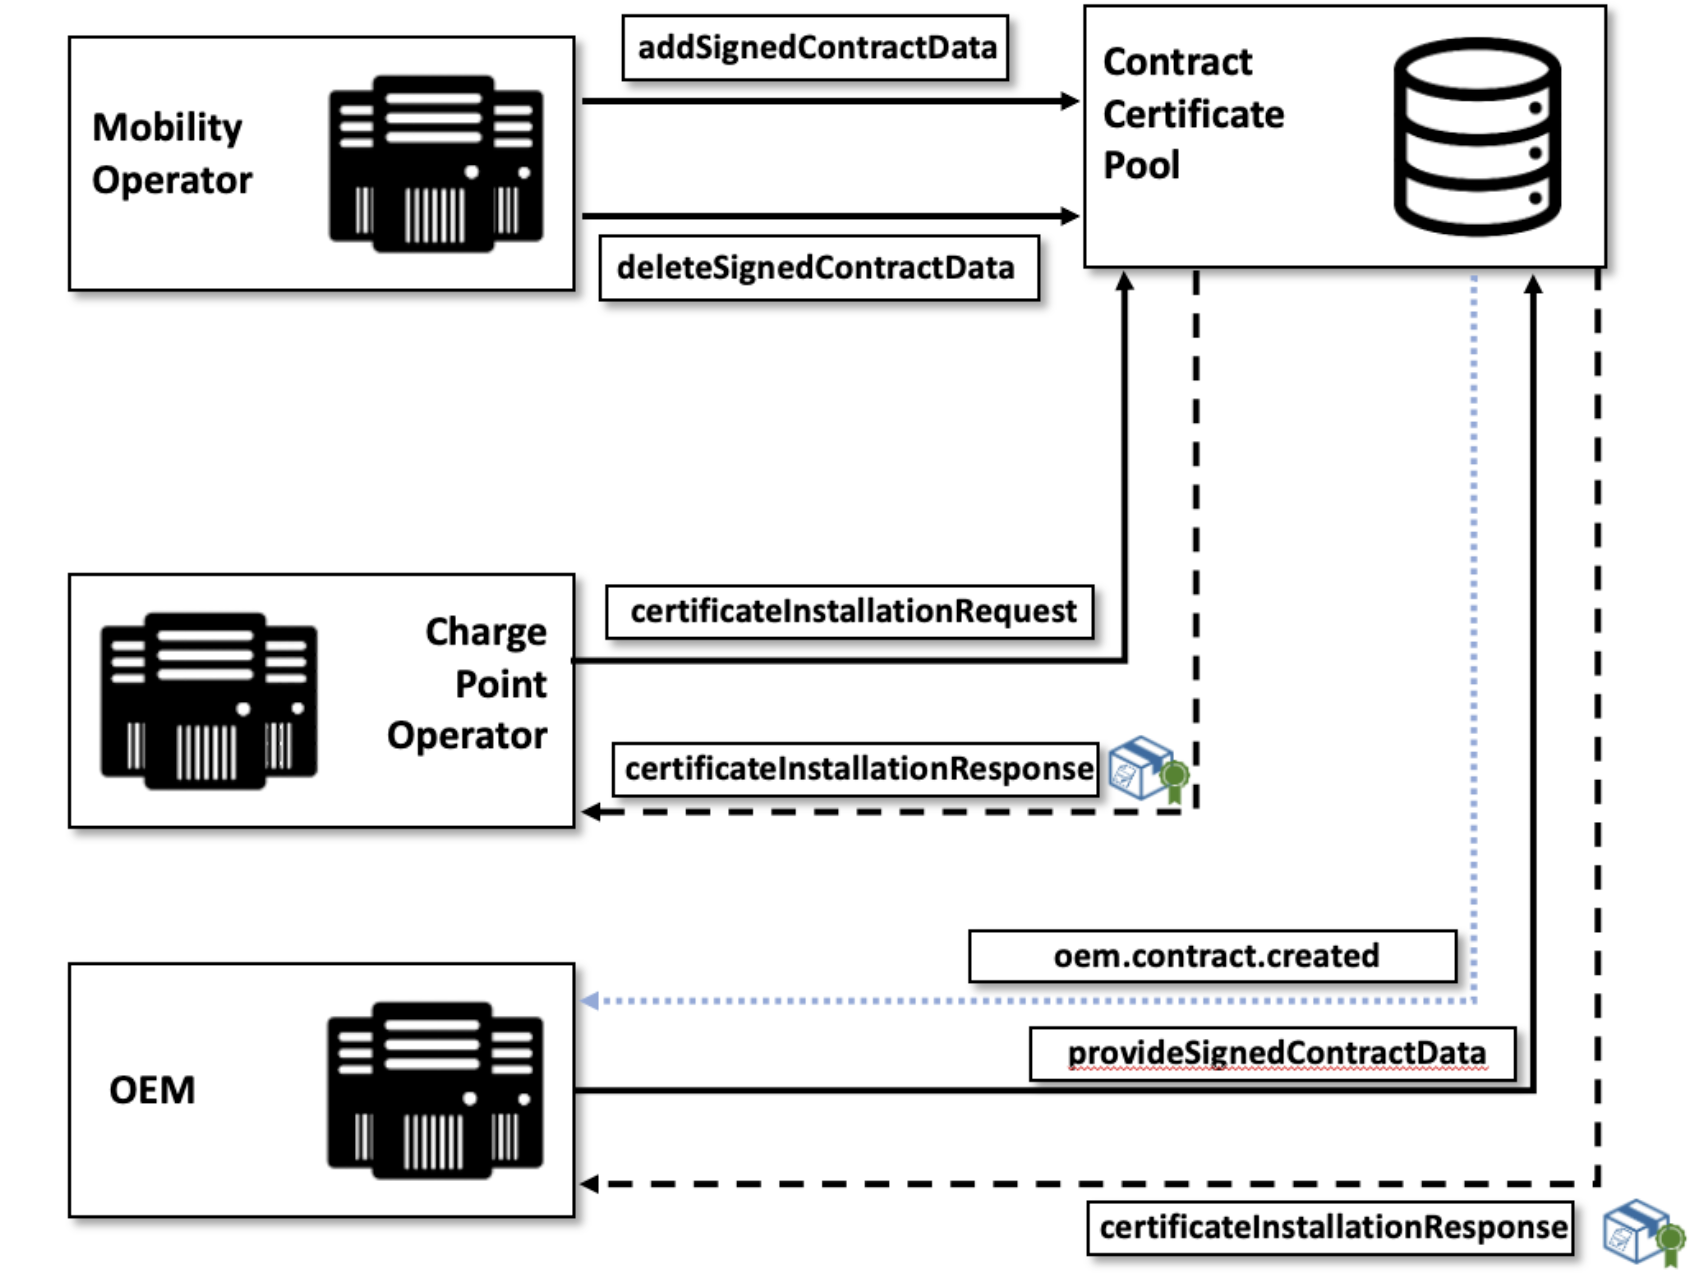 addSignedContractData
Mobility
Operator
Contract
Certificate
Pool
deleteSignedContractData
certificateInstallationRequest
Charge
Point
Operator
certificateInstallationResponse
oem.contract.created
provideSignedContractData
OEM
certificateInstallationResponse